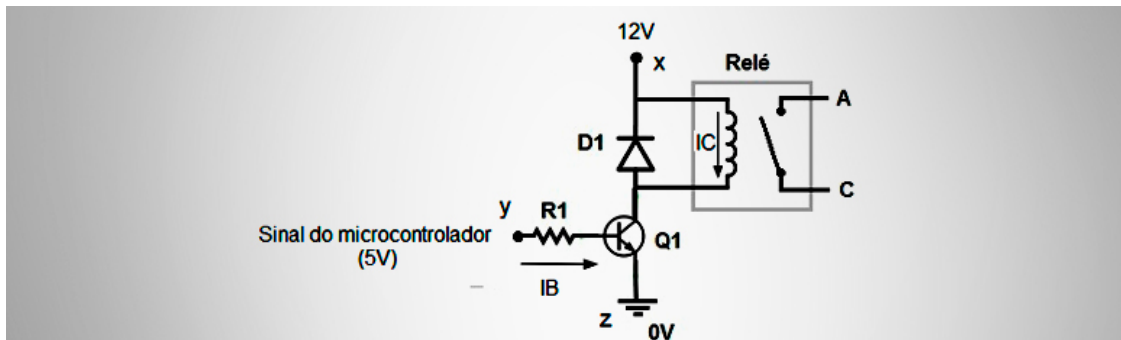 12V
x
Relé
A
D1
IC
C
y
R1
Sinal do microcontrolador
(5V)
Q1
IB
z
0V